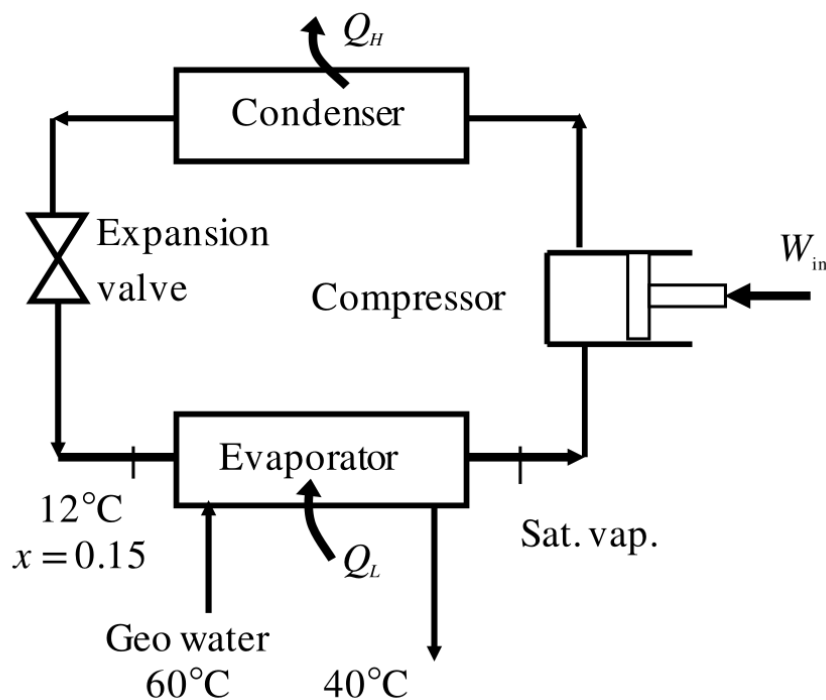 Q_H
Condenser
Expansion
valve
Compressor
W_in
Evaporator
12°C
x = 0.15
Q_L
Sat. vap.
Geo water
60°C
40°C